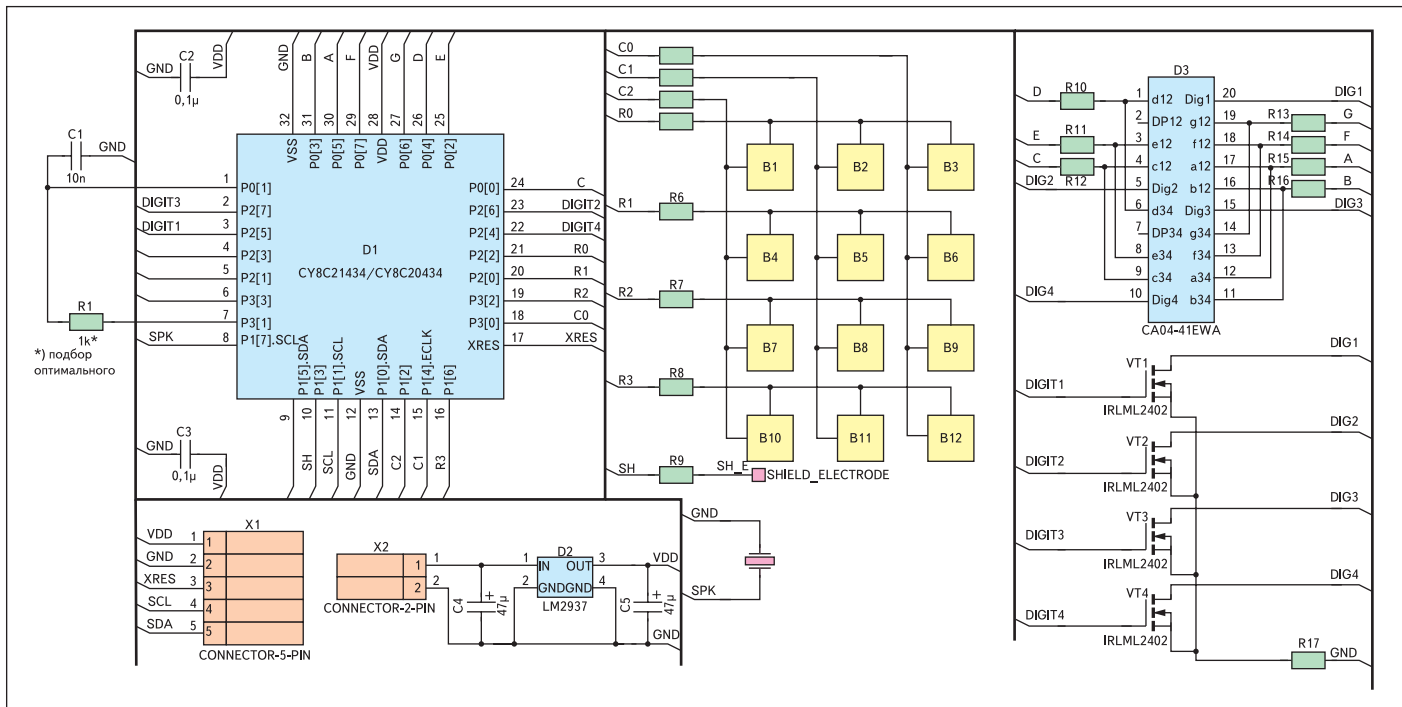 C2
GND
VDD
0,1µ
C1
GND
10n
R1
1k*
*) подбор
оптимального
GND
B
A
F
VDD
G
D
E
32 31 30 29 28 27 26 25
VSS
P0[3]
P0[5]
P0[7]
VDD
P0[6]
P0[4]
P0[2]
1 P0[1]
DIGIT3 2 P2[7]
DIGIT1 3 P2[5]
4 P2[3]
5 P2[1]
6 P3[3]
7 P3[1]
SPK 8 P1[7].SCL
D1
CY8C21434/CY8C20434
P0[0] 24 C
P2[6] 23 DIGIT2
P2[4] 22 DIGIT4
P2[2] 21 R0
P2[0] 20 R1
P3[2] 19 R2
P3[0] 18 C0
XRES 17 XRES
P1[5].SDA
P1[3]
P1[1].SCL
VSS
P1[0].SDA
P1[2]
P1[4].ECLK
P1[6]
9 10 11 12 13 14 15 16
SH
SCL
GND
SDA
C2
C1
R3
GND
C3
0,1µ
VDD
C0
C1
C2
R0
B1 B2 B3
R1 R6
B4 B5 B6
R2 R7
B7 B8 B9
R3 R8
B10 B11 B12
SH R9 SH_E
SHIELD_ELECTRODE
X1
VDD 1 1
GND 2 2
XRES 3 3
SCL 4 4
SDA 5 5
CONNECTOR-5-PIN
X2
1 1
2 2
CONNECTOR-2-PIN
C4
47µ
+
D2
1 IN OUT 3
2 GND GND 4
LM2937
C5
47µ
+
VDD
GND
GND
SPK
D3
D R10 1 d12
2 DP12
E R11 3 e12
C R12 4 c12
DIG2 5 Dig2
6 d34
7 DP34
8 e34
9 c34
DIG4 10 Dig4
Dig1 20 DIG1
g12 19 R13 G
f12 18 R14 F
a12 17 R15 A
b12 16 R16 B
Dig3 15 DIG3
g34 14
f34 13
a34 12
b34 11
CA04-41EWA
VT1 DIG1
DIGIT1
IRLML2402
VT2 DIG2
DIGIT2
IRLML2402
VT3 DIG3
DIGIT3
IRLML2402
VT4 DIG4
DIGIT4
IRLML2402
R17 GND